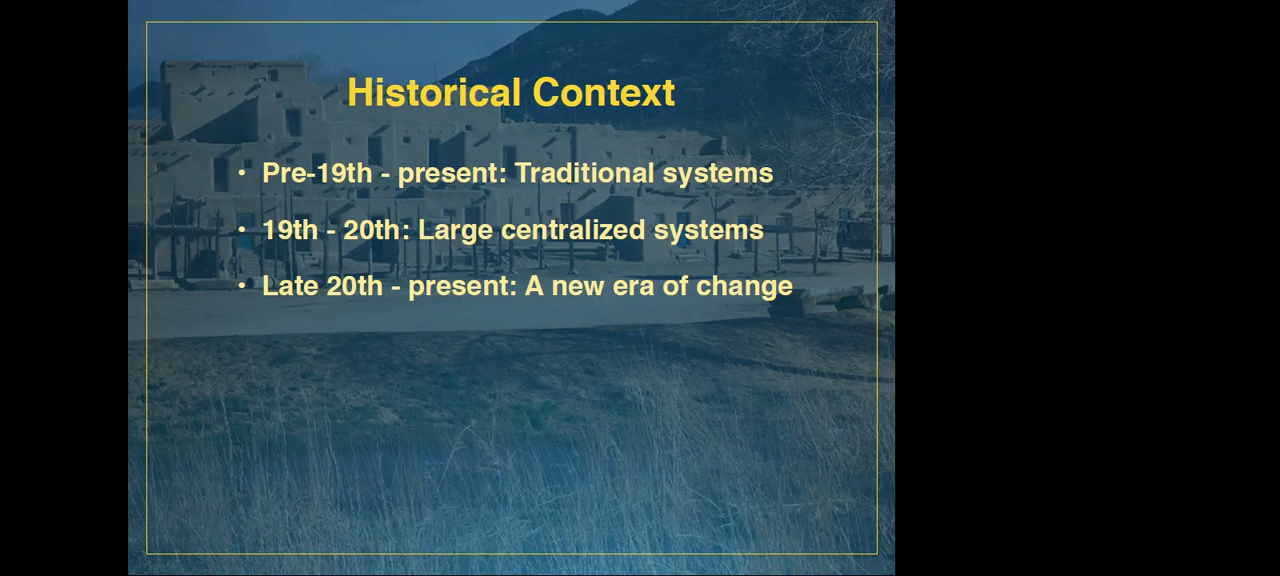 Historical Context
• Pre-19th - present: Traditional systems
• 19th - 20th: Large centralized systems
• Late 20th - present: A new era of change